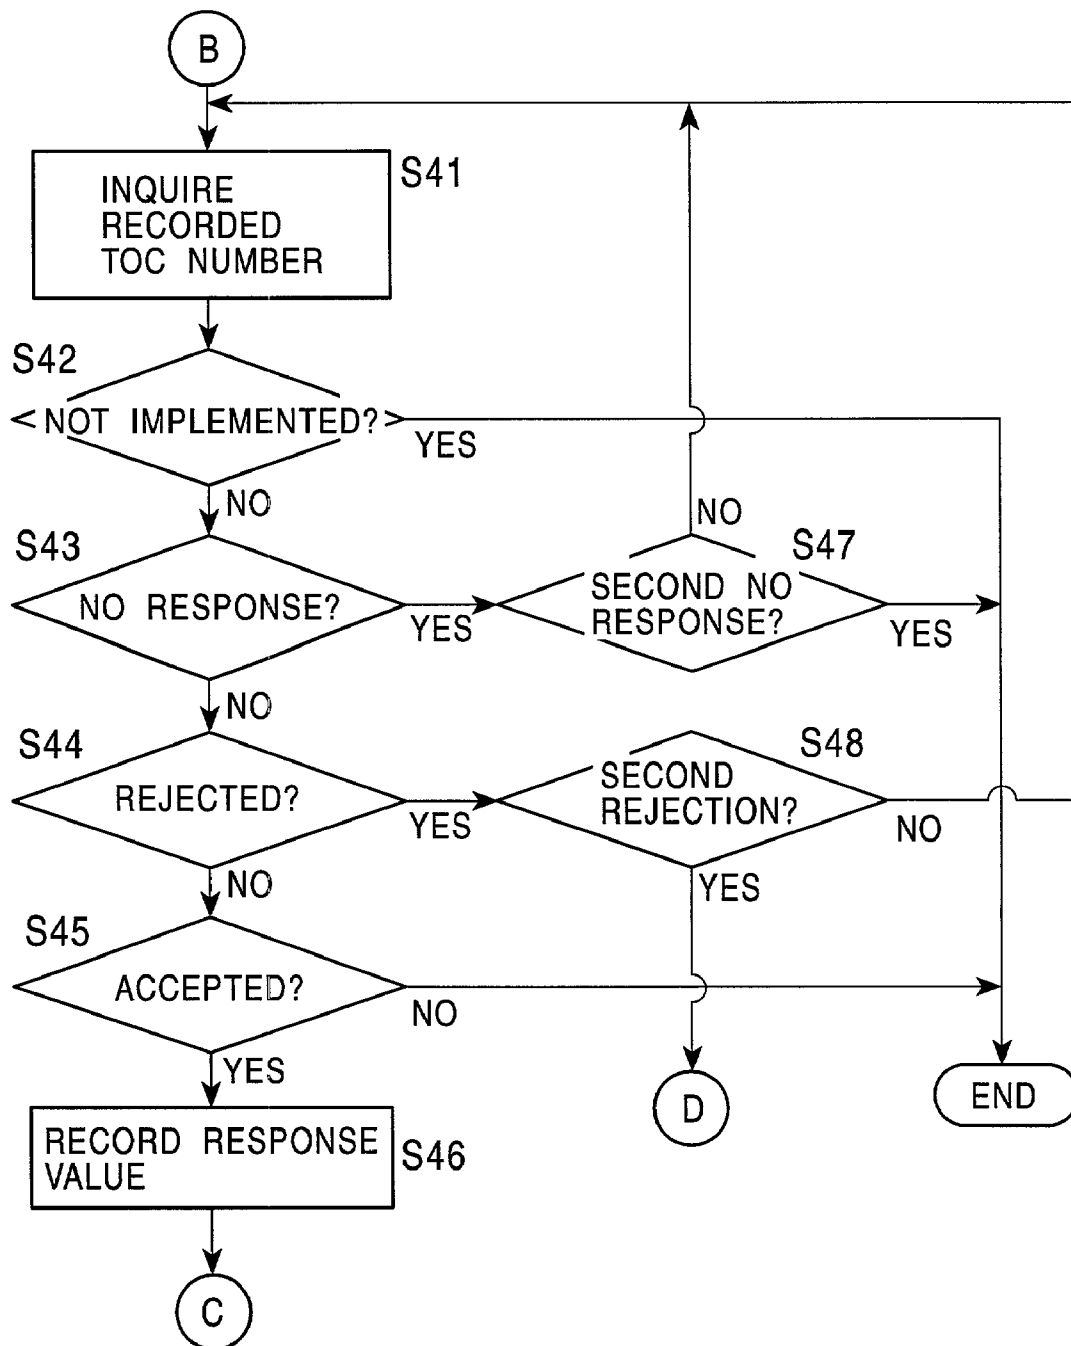 B
S41
INQUIRE
RECORDED
TOC NUMBER
S42
NOT IMPLEMENTED?
YES
NO
NO
S43
S47
NO RESPONSE?
YES
SECOND NO
RESPONSE?
YES
NO
S44
S48
REJECTED?
YES
SECOND
REJECTION?
NO
NO
YES
S45
ACCEPTED?
NO
YES
D
END
RECORD RESPONSE
VALUE
S46
C